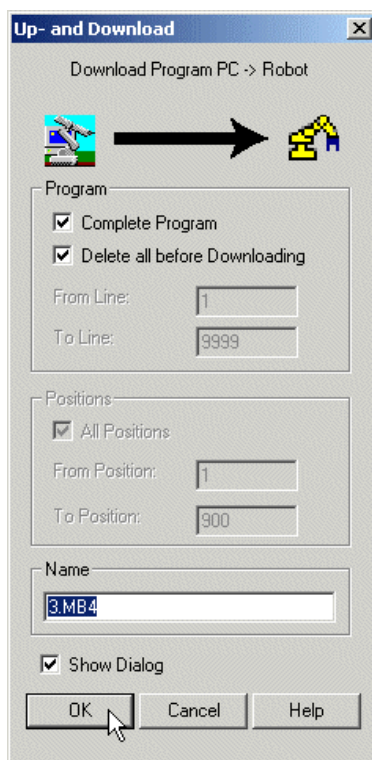 Up- and Download
Download Program PC -> Robot
Program
Complete Program
Delete all before Downloading
From Line: 1
To Line: 9999
Positions
All Positions
From Position: 1
To Position: 900
Name
3.MB4
Show Dialog
OK Cancel Help